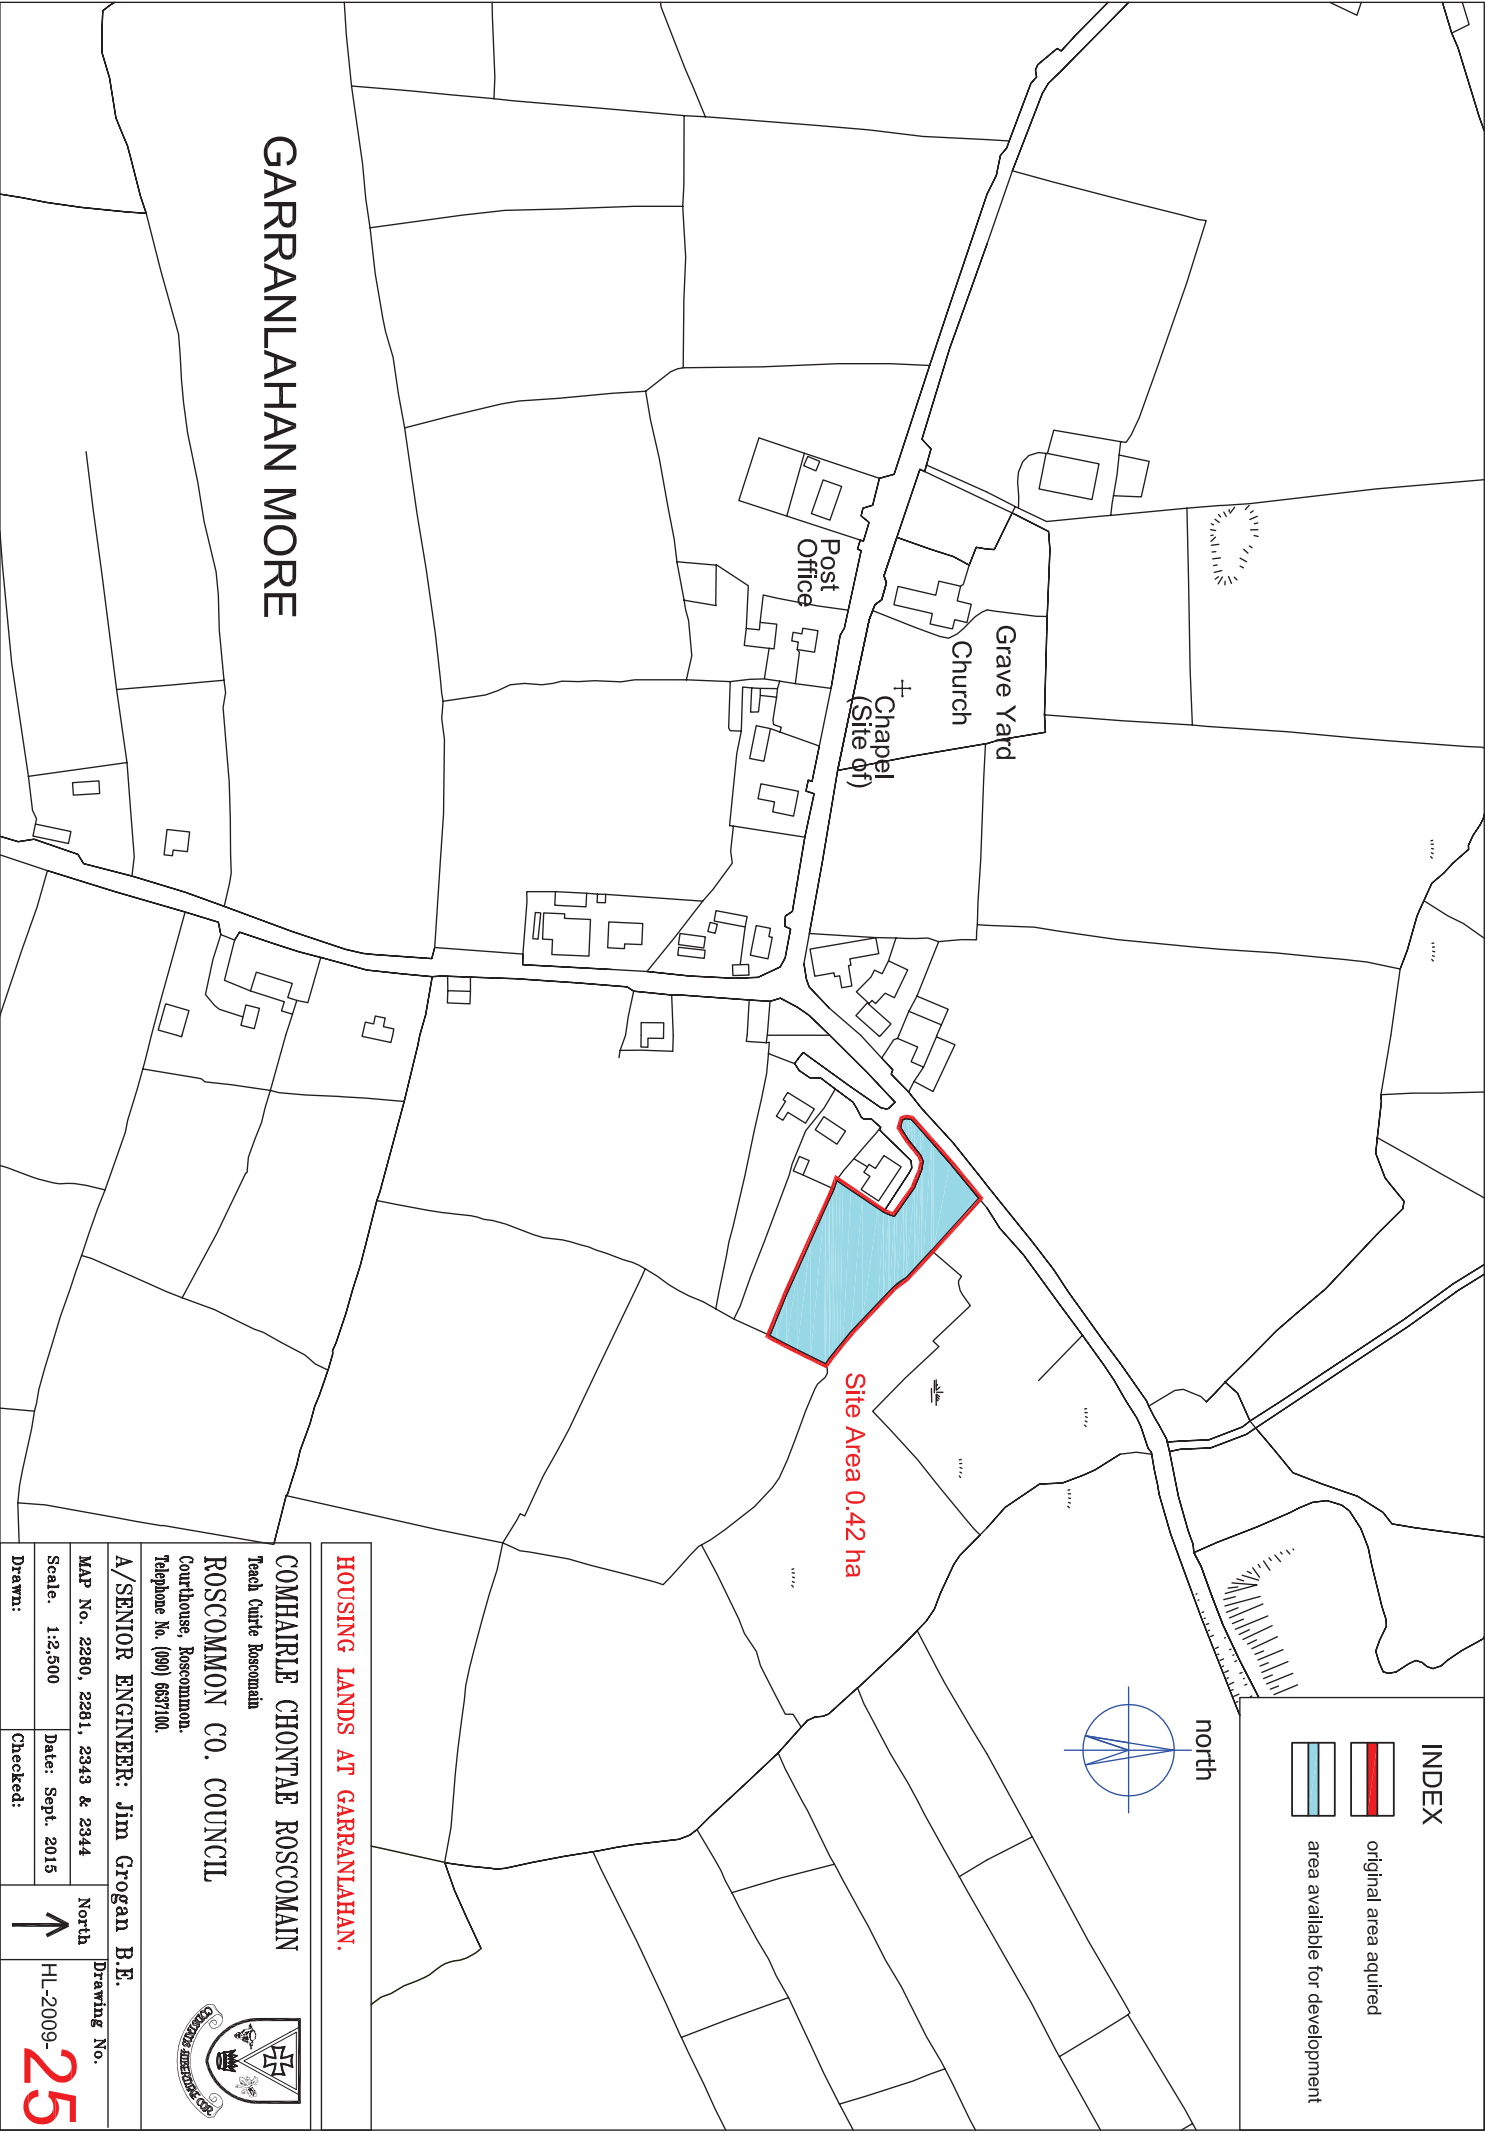 GARRANLAHAN MORE
Post
Office
Grave Yard
Church
Chapel
(Site of)
Site Area 0.42 ha
INDEX
original area aquired
area available for development
north
HOUSING LANDS AT GARRANLAHAN.
COMHAIRLE CHONTAE ROSCOMAIN
Teach Cuirte Roscomain
ROSCOMMON CO. COUNCIL
Courthouse, Roscommon.
Telephone No. (090) 6637100.
A/SENIOR ENGINEER: Jim Grogan B.E.
MAP No. 2280, 2281, 2343 & 2344
Scale. 1:2,500
Date: Sept. 2015
Drawn:
Checked:
North
Drawing No.
HL-2009-25